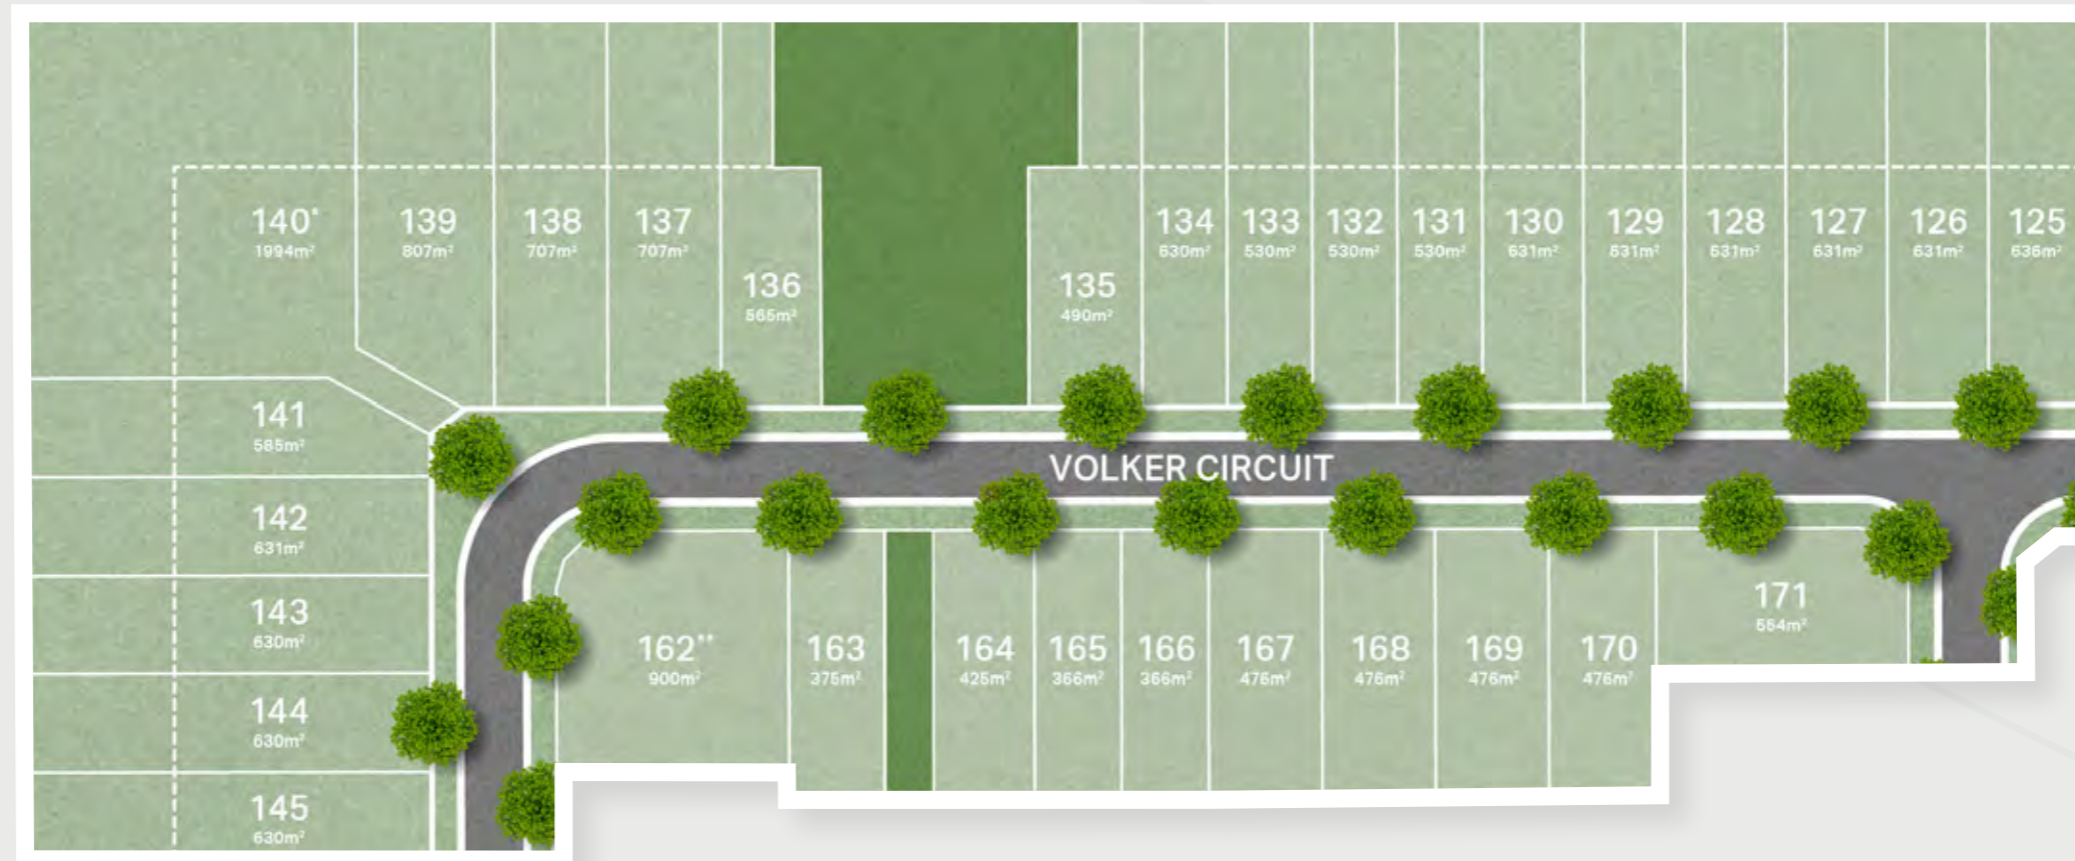 140*
1994m²
139
807m²
138
707m²
137
707m²
136
565m²
135
490m²
134
630m²
133
530m²
132
530m²
131
530m²
130
631m²
129
631m²
128
631m²
127
631m²
126
631m²
125
636m²
141
585m²
VOLKER CIRCUIT
142
631m²
143
630m²
144
630m²
145
630m²
162**
900m²
163
375m²
164
425m²
165
366m²
166
366m²
167
476m²
168
476m²
169
476m²
170
476m²
171
554m²